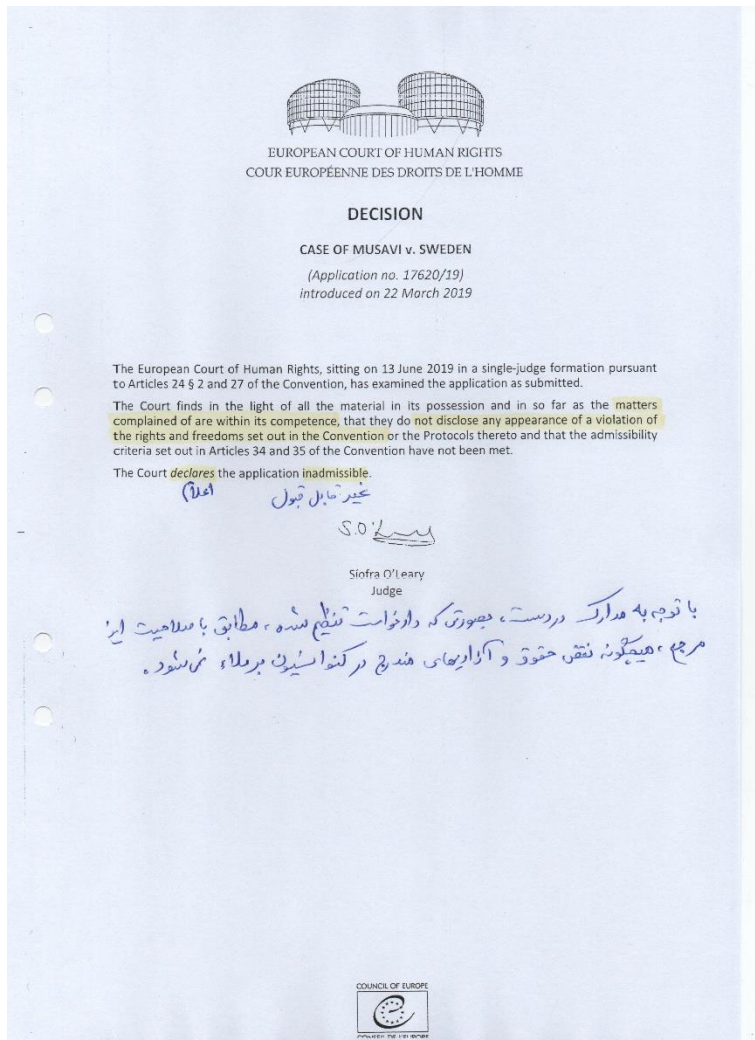 EUROPEAN COURT OF HUMAN RIGHTS
COUR EUROPÉENNE DES DROITS DE L'HOMME
DECISION
CASE OF MUSAVI v. SWEDEN
(Application no. 17620/19)
introduced on 22 March 2019
The European Court of Human Rights, sitting on 13 June 2019 in a single-judge formation pursuant
to Articles 24 § 2 and 27 of the Convention, has examined the application as submitted.
The Court finds in the light of all the material in its possession and in so far as the matters
complained of are within its competence, that they do not disclose any appearance of a violation of
the rights and freedoms set out in the Convention or the Protocols thereto and that the admissibility
criteria set out in Articles 34 and 35 of the Convention have not been met.
The Court declares the application inadmissible.
اعلام غیر قابل قبول
S.O'L
Síofra O'Leary
Judge
با توجه به مدارک در دست، بصورتی که دادخواست تنظیم شده، مطابق با صلاحیت این
مرجع، هیچگونه نقض حقوق و آزادیهای مندرج در کنوانسیون برملاء نمی‌شود.
COUNCIL OF EUROPE
CONSEIL DE L'EUROPE